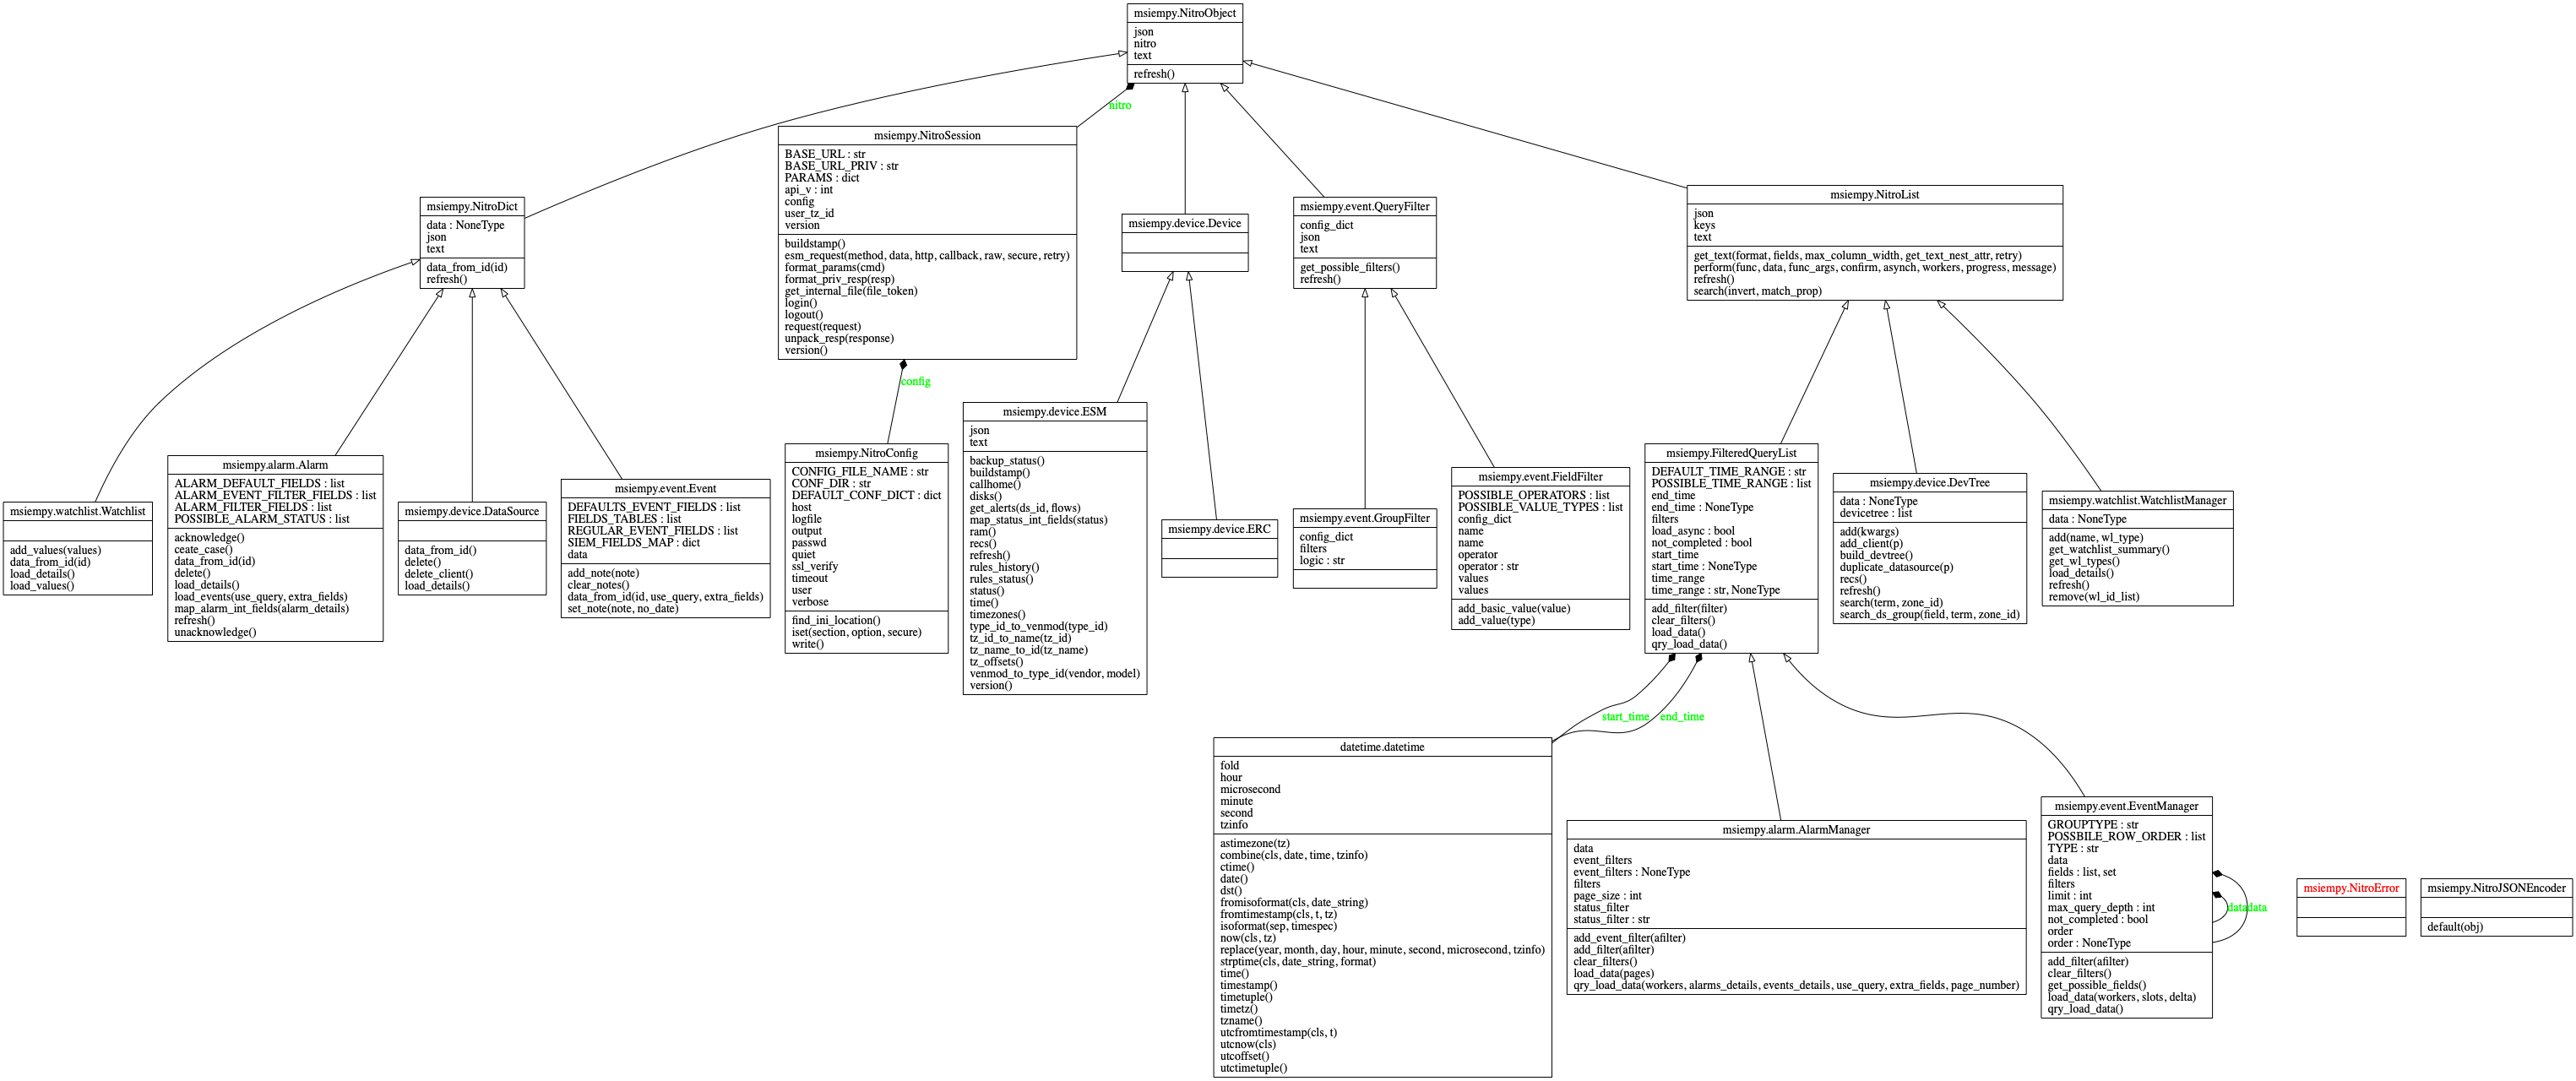 msiempy.NitroObject
json
nitro
text
refresh()
nitro
msiempy.NitroSession
BASE_URL : str
BASE_URL_PRIV : str
PARAMS : dict
api_v : int
config
user_tz_id
version
buildstamp()
esm_request(method, data, http, callback, raw, secure, retry)
format_params(cmd)
format_priv_resp(resp)
get_internal_file(file_token)
login()
logout()
request(request)
unpack_resp(response)
version()
msiempy.NitroDict
data : NoneType
json
text
data_from_id(id)
refresh()
msiempy.device.Device
msiempy.event.QueryFilter
config_dict
json
text
get_possible_filters()
refresh()
msiempy.NitroList
json
keys
text
get_text(format, fields, max_column_width, get_text_nest_attr, retry)
perform(func, data, func_args, confirm, asynch, workers, progress, message)
refresh()
search(invert, match_prop)
config
msiempy.watchlist.Watchlist
add_values(values)
data_from_id(id)
load_details()
load_values()
msiempy.alarm.Alarm
ALARM_DEFAULT_FIELDS : list
ALARM_EVENT_FILTER_FIELDS : list
ALARM_FILTER_FIELDS : list
POSSIBLE_ALARM_STATUS : list
acknowledge()
ceate_case()
data_from_id(id)
delete()
load_details()
load_events(use_query, extra_fields)
map_alarm_int_fields(alarm_details)
refresh()
unacknowledge()
msiempy.device.DataSource
data_from_id()
delete()
delete_client()
load_details()
msiempy.event.Event
DEFAULTS_EVENT_FIELDS : list
FIELDS_TABLES : list
REGULAR_EVENT_FIELDS : list
SIEM_FIELDS_MAP : dict
data
add_note(note)
clear_notes()
data_from_id(id, use_query, extra_fields)
set_note(note, no_date)
msiempy.NitroConfig
CONFIG_FILE_NAME : str
CONF_DIR : str
DEFAULT_CONF_DICT : dict
host
logfile
output
passwd
quiet
ssl_verify
timeout
user
verbose
find_ini_location()
iset(section, option, secure)
write()
msiempy.device.ESM
json
text
backup_status()
buildstamp()
callhome()
disks()
get_alerts(ds_id, flows)
map_status_int_fields(status)
ram()
recs()
refresh()
rules_history()
rules_status()
status()
time()
timezones()
type_id_to_venmod(type_id)
tz_id_to_name(tz_id)
tz_name_to_id(tz_name)
tz_offsets()
venmod_to_type_id(vendor, model)
version()
msiempy.device.ERC
msiempy.event.GroupFilter
config_dict
filters
logic : str
msiempy.event.FieldFilter
POSSIBLE_OPERATORS : list
POSSIBLE_VALUE_TYPES : list
config_dict
name
name
operator
operator : str
values
values
add_basic_value(value)
add_value(type)
msiempy.FilteredQueryList
DEFAULT_TIME_RANGE : str
POSSIBLE_TIME_RANGE : list
end_time
end_time : NoneType
filters
load_async : bool
not_completed : bool
start_time
start_time : NoneType
time_range
time_range : str, NoneType
add_filter(filter)
clear_filters()
load_data()
qry_load_data()
msiempy.device.DevTree
data : NoneType
devicetree : list
add(kwargs)
add_client(p)
build_devtree()
duplicate_datasource(p)
recs()
refresh()
search(term, zone_id)
search_ds_group(field, term, zone_id)
msiempy.watchlist.WatchlistManager
data : NoneType
add(name, wl_type)
get_watchlist_summary()
get_wl_types()
load_details()
refresh()
remove(wl_id_list)
start_time
end_time
datetime.datetime
fold
hour
microsecond
minute
second
tzinfo
astimezone(tz)
combine(cls, date, time, tzinfo)
ctime()
date()
dst()
fromisoformat(cls, date_string)
fromtimestamp(cls, t, tz)
isoformat(sep, timespec)
now(cls, tz)
replace(year, month, day, hour, minute, second, microsecond, tzinfo)
strptime(cls, date_string, format)
time()
timestamp()
timetuple()
timetz()
tzname()
utcfromtimestamp(cls, t)
utcnow(cls)
utcoffset()
utctimetuple()
msiempy.alarm.AlarmManager
data
event_filters
event_filters : NoneType
filters
page_size : int
status_filter
status_filter : str
add_event_filter(afilter)
add_filter(afilter)
clear_filters()
load_data(pages)
qry_load_data(workers, alarms_details, events_details, use_query, extra_fields, page_number)
msiempy.event.EventManager
GROUPTYPE : str
POSSBILE_ROW_ORDER : list
TYPE : str
data
fields : list, set
filters
limit : int
max_query_depth : int
not_completed : bool
order
order : NoneType
add_filter(afilter)
clear_filters()
get_possible_fields()
load_data(workers, slots, delta)
qry_load_data()
data
data
msiempy.NitroError
msiempy.NitroJSONEncoder
default(obj)